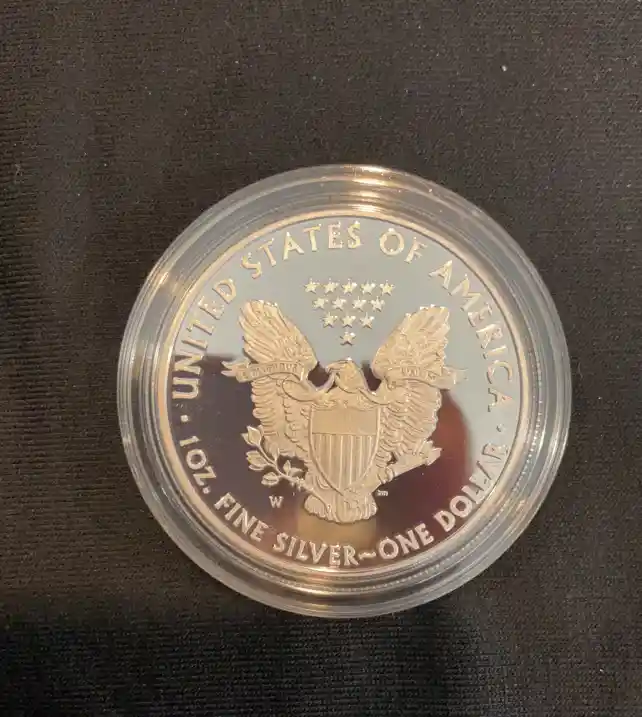 UNITED STATES OF AMERICA
W
1 OZ. FINE SILVER~ONE DOLLAR